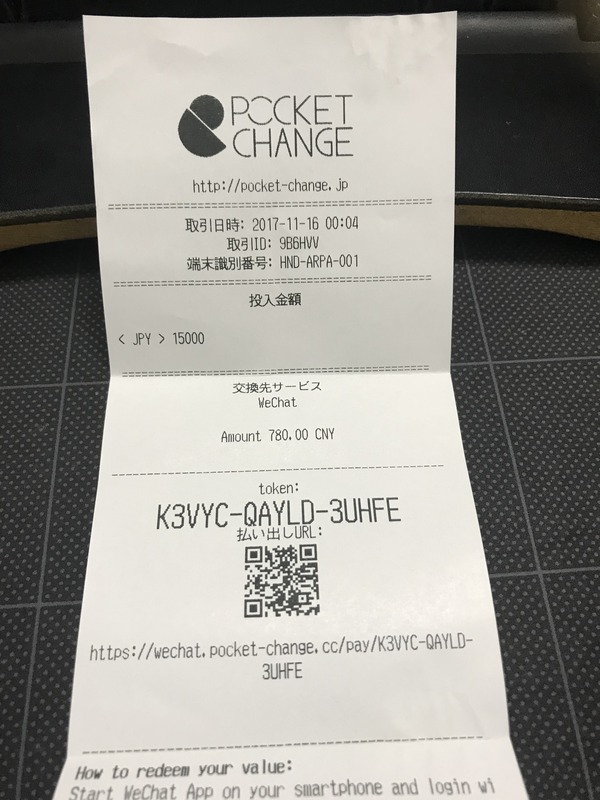 POCKET
CHANGE
http://pocket-change.jp
取引日時: 2017-11-16 00:04
取引ID: 9B6HVV
端末識別番号: HND-ARPA-001
投入金額
< JPY > 15000
交換先サービス
WeChat
Amount 780.00 CNY
token:
K3VYC-QAYLD-3UHFE
払い出しURL:
https://wechat.pocket-change.cc/pay/K3VYC-QAYLD-
3UHFE
How to redeem your value:
Start WeChat App on your smartphone and login wi